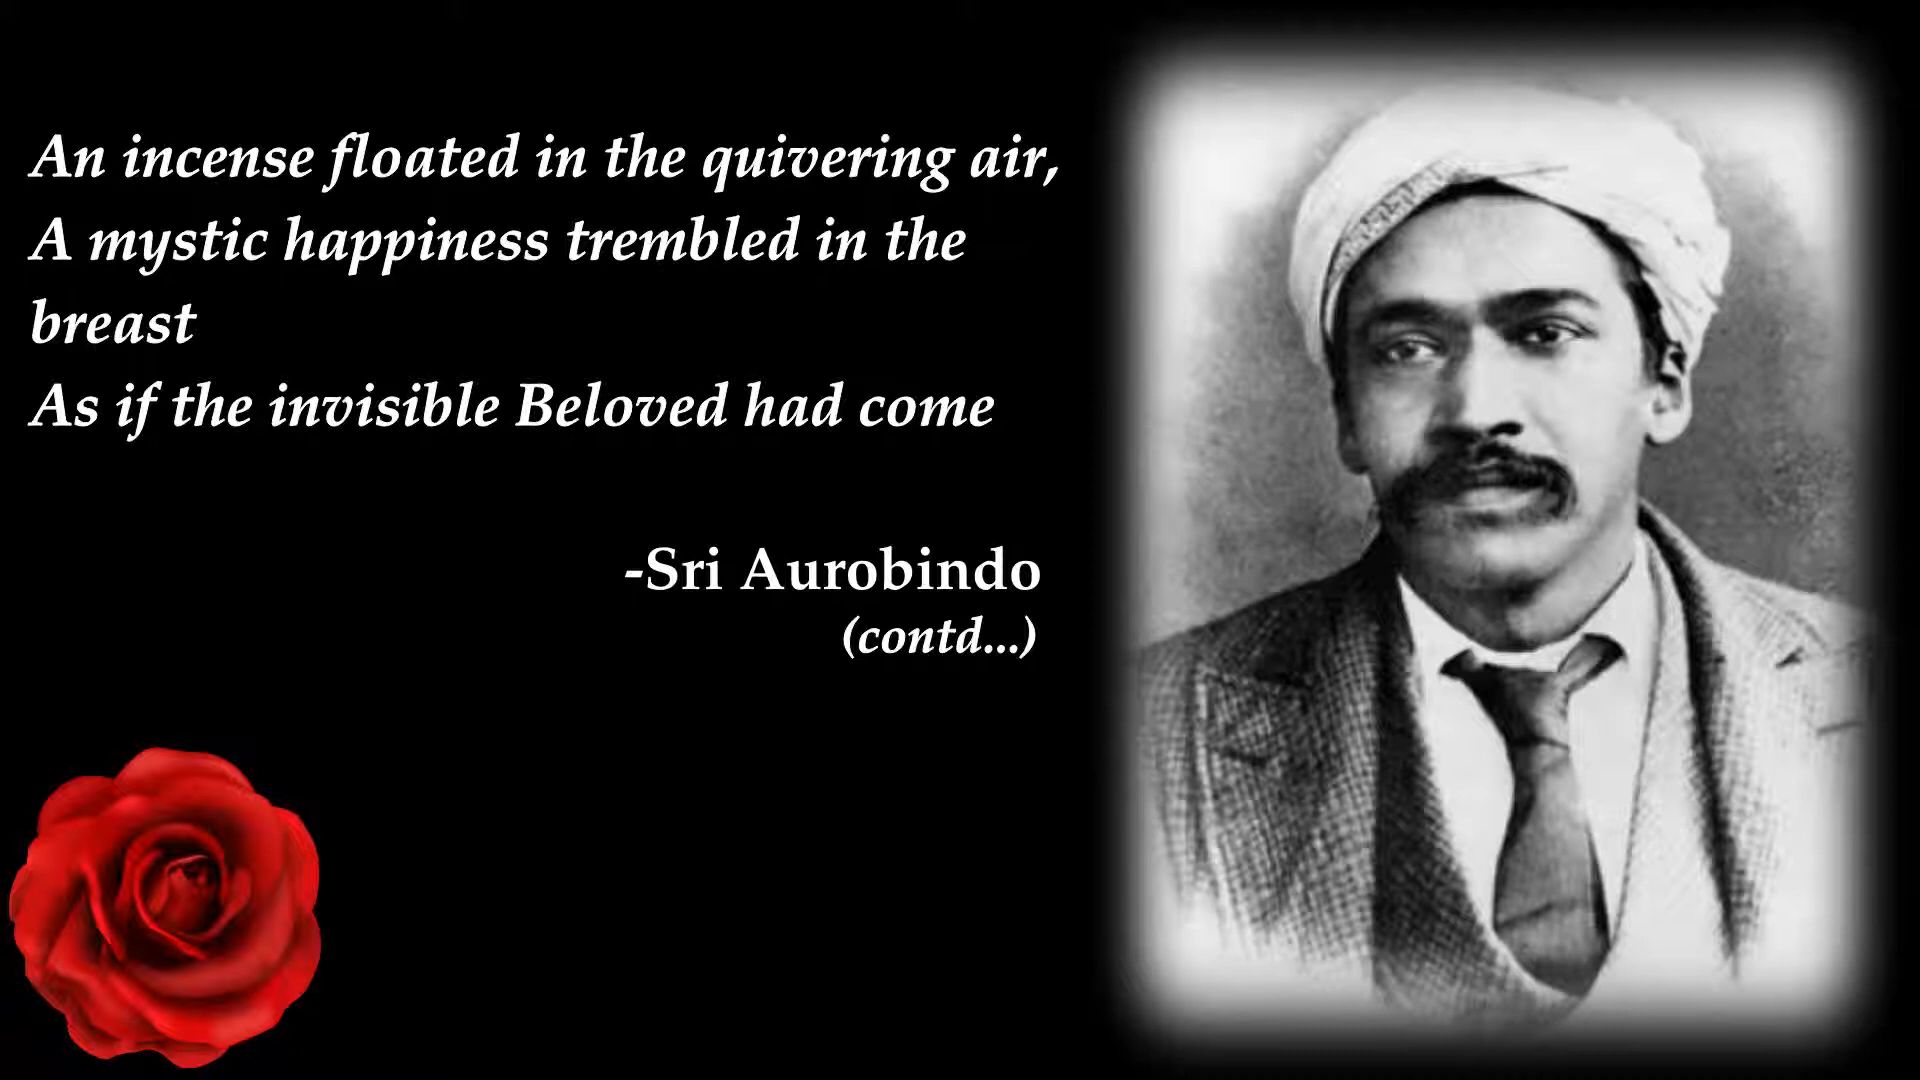 An incense floated in the quivering air,
A mystic happiness trembled in the
breast
As if the invisible Beloved had come
-Sri Aurobindo
(contd...)